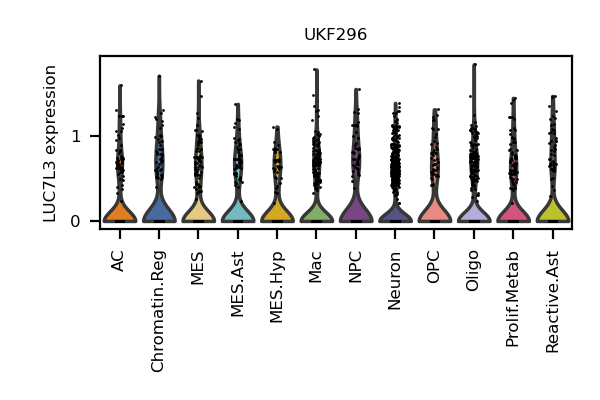 UKF296
LUC7L3 expression
1
0
AC
Chromatin.Reg
MES
MES.Ast
MES.Hyp
Mac
NPC
Neuron
OPC
Oligo
Prolif.Metab
Reactive.Ast